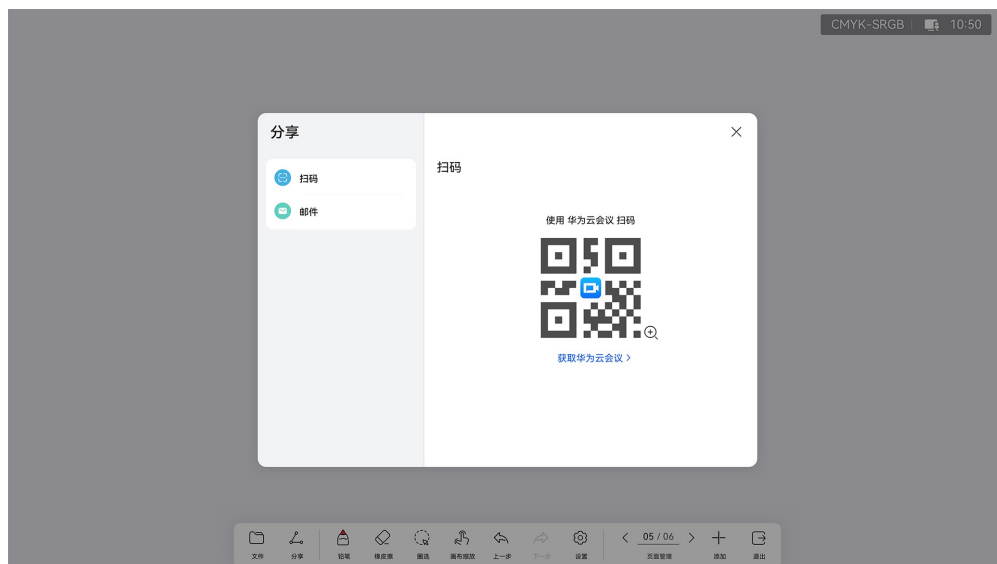 CMYK-SRGB
10:50
分享
扫码
邮件
扫码
使用 华为云会议 扫码
获取华为云会议
文件
分享
铅笔
橡皮擦
圈选
画布缩放
上一步
下一步
设置
05 / 06
页面管理
添加
退出